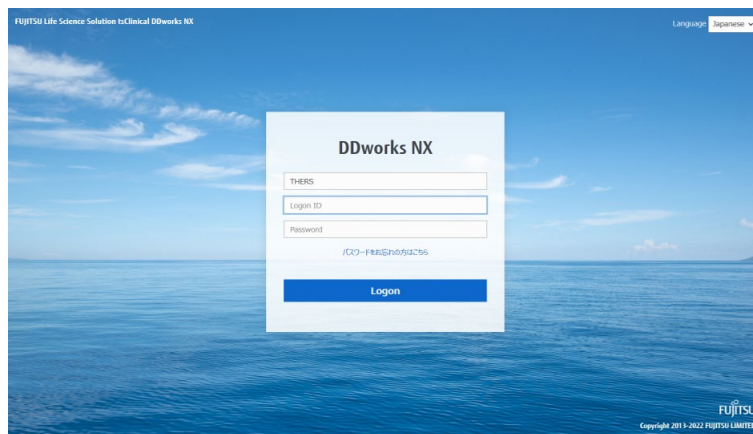 FUJITSU Life Science Solution tsClinical DDworks NX
Language Japanese
DDworks NX
THERS
Logon ID
Password
パスワードをお忘れの方はこちら
Logon
FUJITSU
Copyright 2013-2022 FUJITSU LIMITED